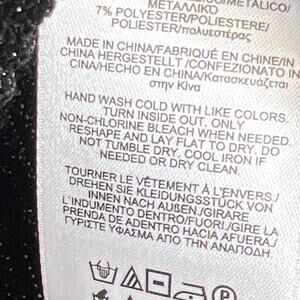 METÁLICO/
ΜΕΤΑΛΛΙΚΟ
7% POLYESTER/POLIESTERE/
POLIESTER/πολυεστέρας
MADE IN CHINA/FABRIQUÉ EN CHINE/IN
CHINA HERGESTELLT /CONFEZIONATO IN
CINA/HECHO EN CHINA/Κατασκευάζεται
στην Κίνα
HAND WASH COLD WITH LIKE COLORS.
TURN INSIDE OUT. ONLY
NON-CHLORINE BLEACH WHEN NEEDED.
RESHAPE AND LAY FLAT TO DRY. DO
NOT TUMBLE DRY. COOL IRON IF
NEEDED OR DRY CLEAN.
TOURNER LE VÊTEMENT À L'ENVERS/
DREHEN SIE KLEIDUNGSSTÜCK VON
INNEN NACH AUßEN/GIRARE
L'INDUMENTO DENTRO/FUORI/GIRE LA
PRENDA DE ADENTRO HACIA AFUERA/
ΓΥΡΙΣΤΕ ΥΦΑΣΜΑ ΑΠΟ ΤΗΝ ΑΝΑΠΟΔΗ.